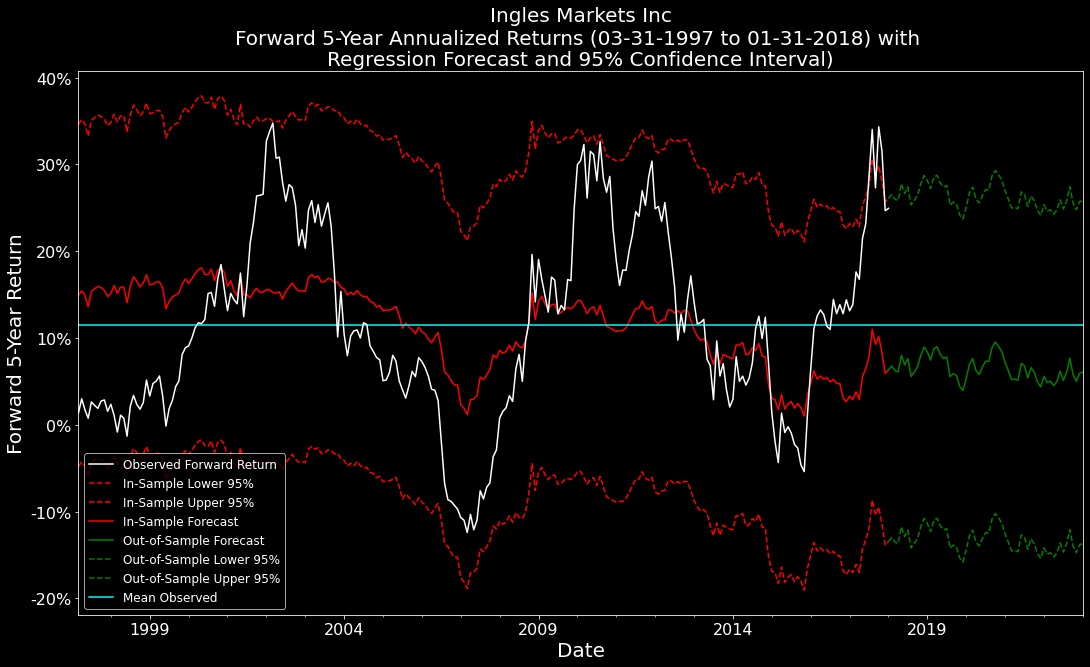 Ingles Markets Inc
Forward 5-Year Annualized Returns (03-31-1997 to 01-31-2018) with
Regression Forecast and 95% Confidence Interval)
Forward 5-Year Return
40%
30%
20%
10%
0%
-10%
-20%
Observed Forward Return
In-Sample Lower 95%
In-Sample Upper 95%
In-Sample Forecast
Out-of-Sample Forecast
Out-of-Sample Lower 95%
Out-of-Sample Upper 95%
Mean Observed
1999 2004 2009 2014 2019
Date